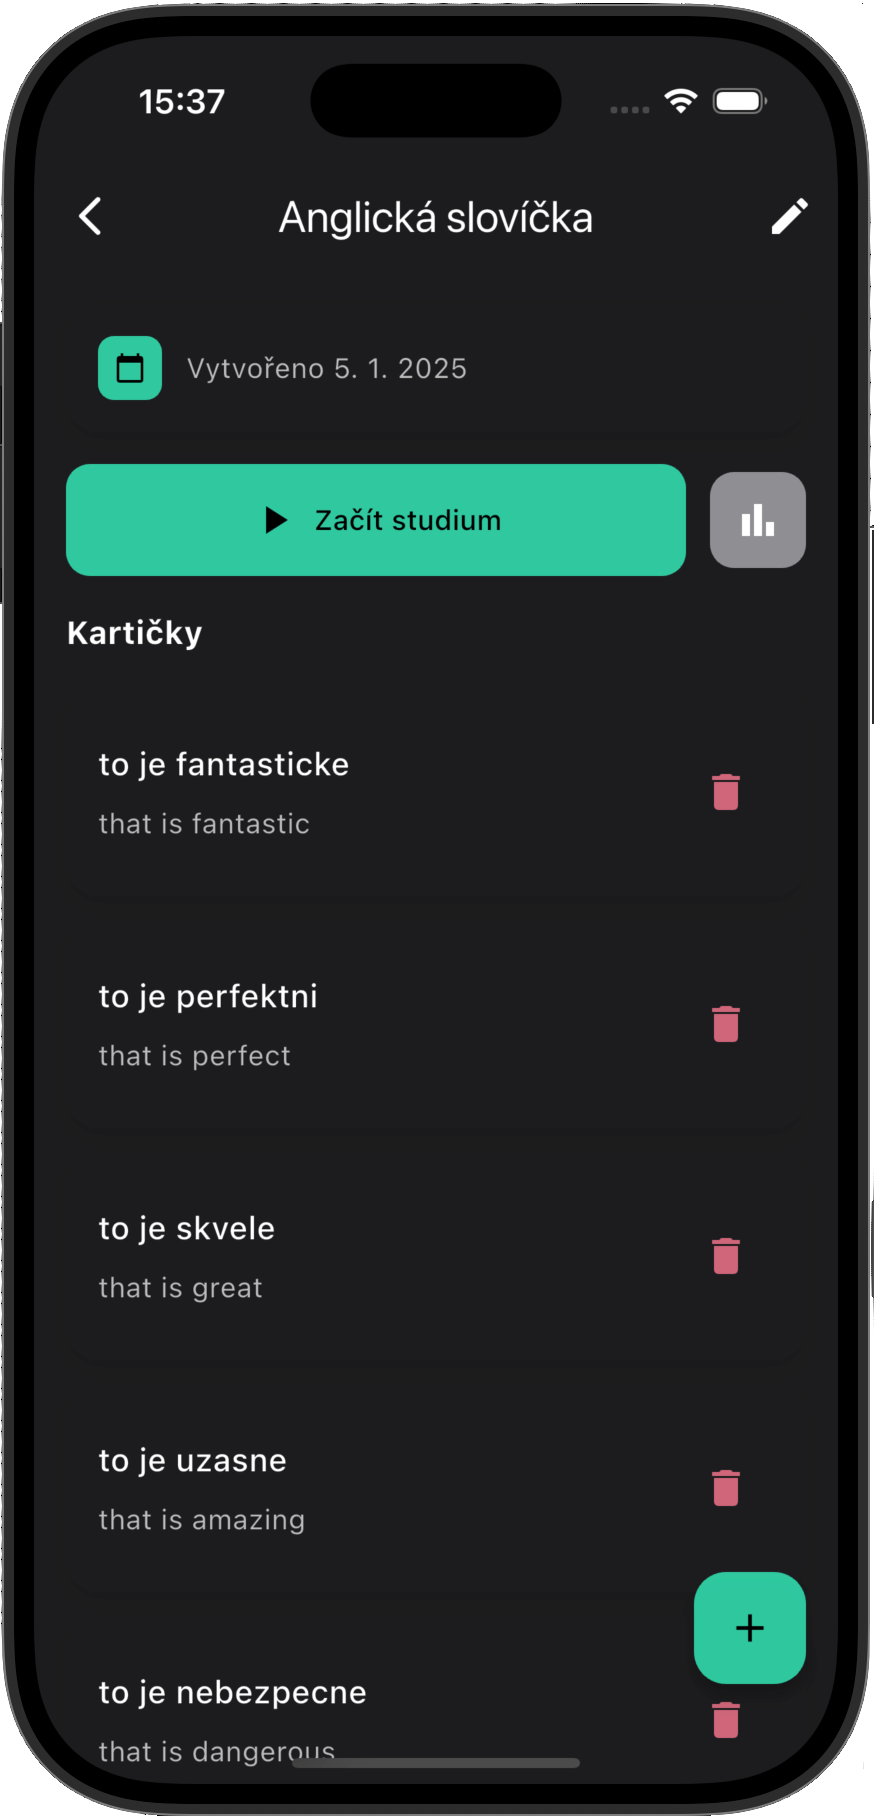 15:37
Anglická slovíčka
Vytvořeno 5. 1. 2025
Začít studium
Kartičky
to je fantasticke
that is fantastic
to je perfektni
that is perfect
to je skvele
that is great
to je uzasne
that is amazing
to je nebezpecne
that is dangerous